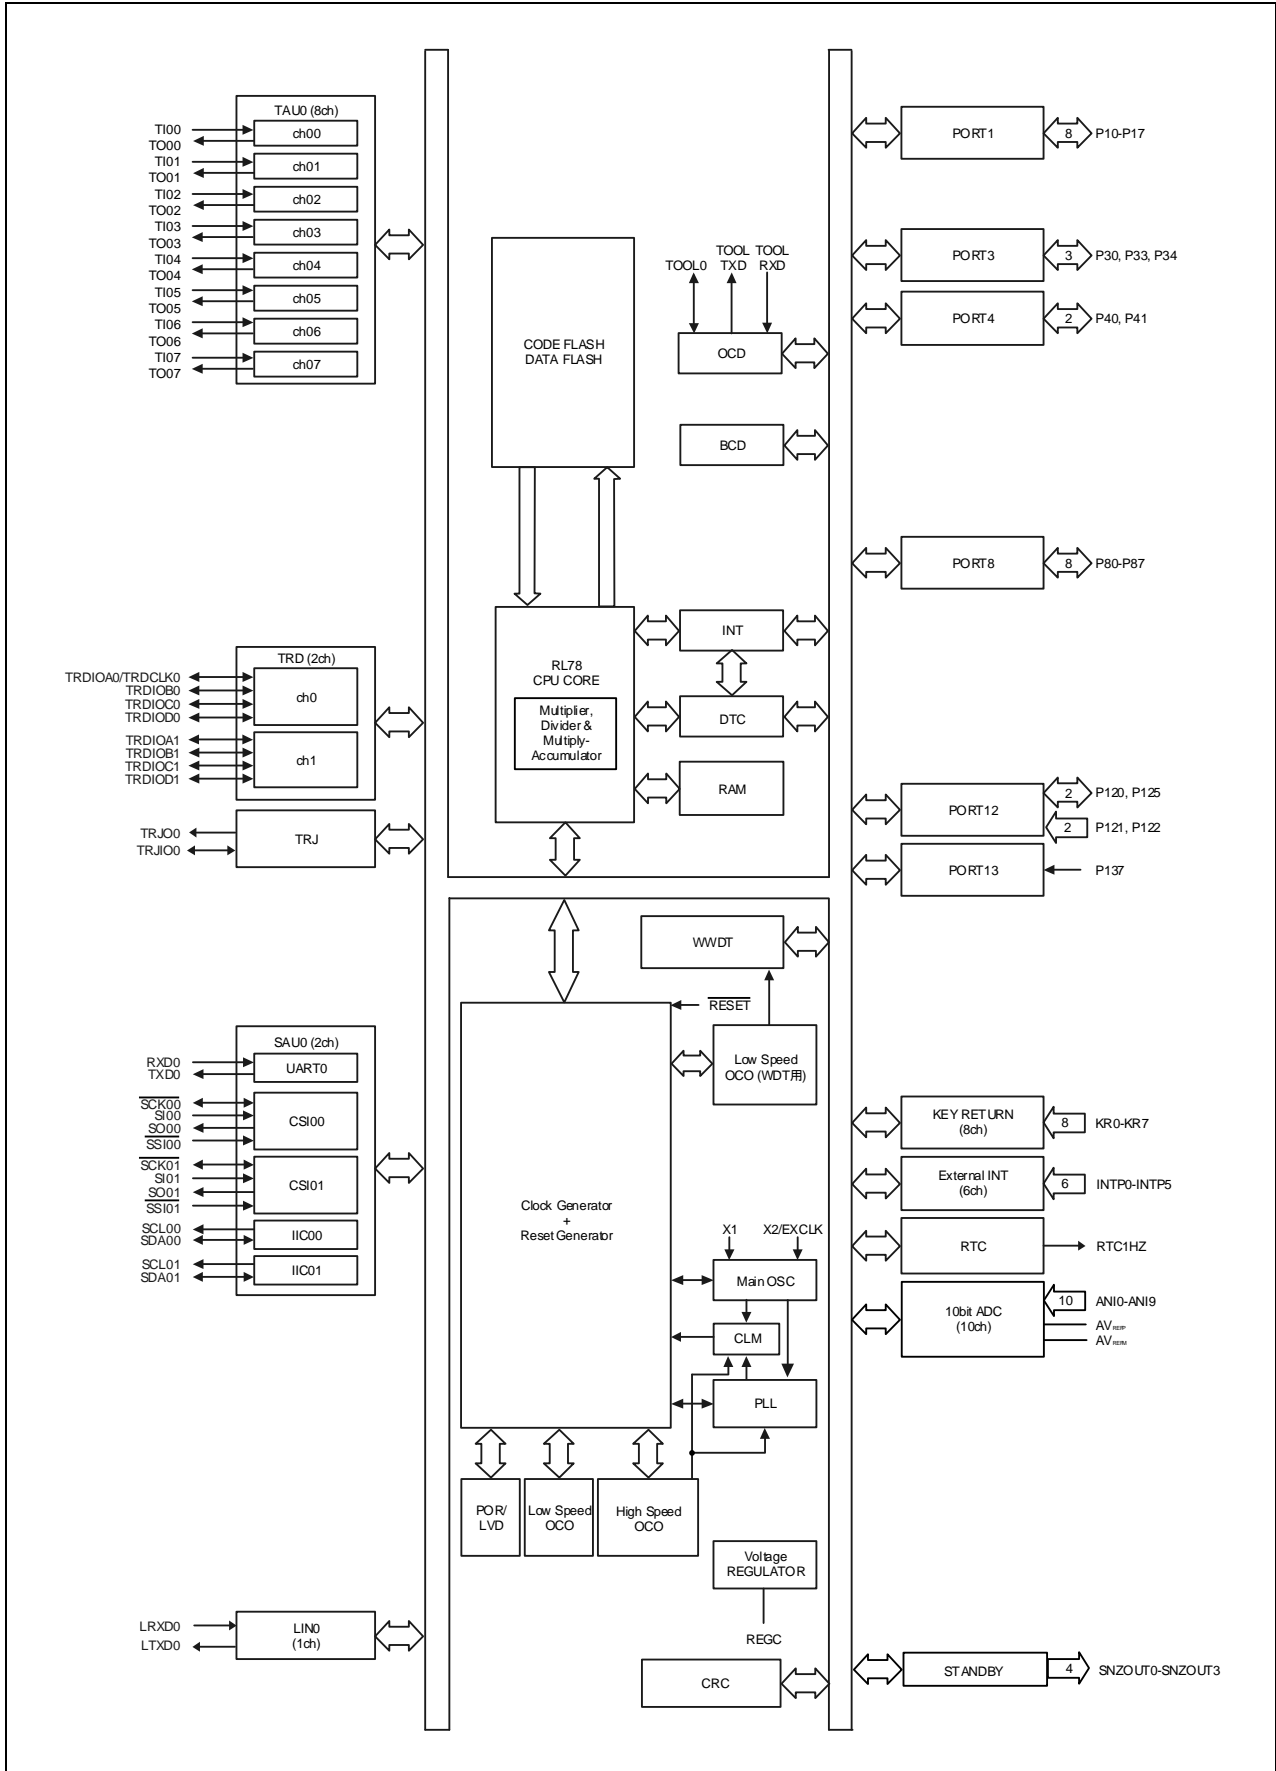 TAU0 (8ch)
TI00
TO00
ch00
TI01
TO01
ch01
TI02
TO02
ch02
TI03
TO03
ch03
TI04
TO04
ch04
TI05
TO05
ch05
TI06
TO06
ch06
TI07
TO07
ch07
TRD (2ch)
TRDIOA0/TRDCLK0
TRDIOB0
TRDIOC0
TRDIOD0
ch0
TRDIOA1
TRDIOB1
TRDIOC1
TRDIOD1
ch1
TRJO0
TRJIO0
TRJ
SAU0 (2ch)
RXD0
TXD0
UART0
SCK00
SI00
SO00
SSI00
CSI00
SCK01
SI01
SO01
SSI01
CSI01
SCL00
SDA00
IIC00
SCL01
SDA01
IIC01
LRXD0
LTXD0
LIN0
(1ch)
CODE FLASH
DATA FLASH
TOOL0
TOOL
TXD
TOOL
RXD
OCD
BCD
RL78
CPU CORE
Multiplier,
Divider &
Multiply-
Accumulator
INT
DTC
RAM
WWDT
RESET
Low Speed
OCO (WDT用)
Clock Generator
+
Reset Generator
X1
X2/EXCLK
Main OSC
CLM
PLL
POR/
LVD
Low Speed
OCO
High Speed
OCO
Voltage
REGULATOR
REGC
CRC
PORT1
8
P10-P17
PORT3
3
P30, P33, P34
PORT4
2
P40, P41
PORT8
8
P80-P87
PORT12
2
P120, P125
2
P121, P122
PORT13
P137
KEY RETURN
(8ch)
8
KR0-KR7
External INT
(6ch)
6
INTP0-INTP5
RTC
RTC1HZ
10bit ADC
(10ch)
10
ANI0-ANI9
AVREFP
AVREFM
STANDBY
4
SNZOUT0-SNZOUT3